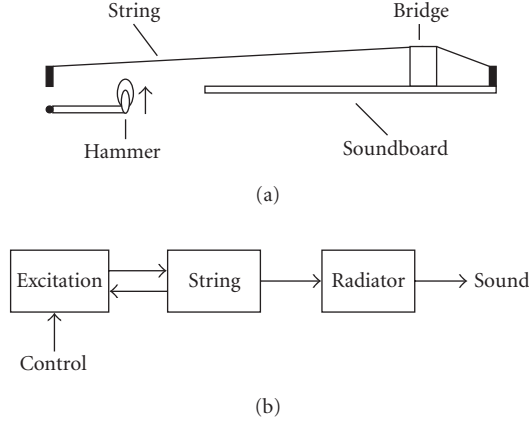 String
Bridge
Hammer
Soundboard
(a)
Excitation
String
Radiator
Sound
Control
(b)